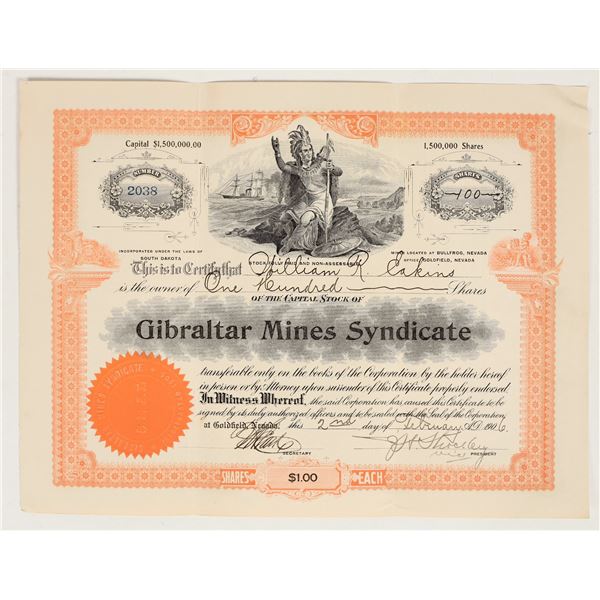 Capital $1,500,000.00
1,500,000 Shares
NUMBER
2038
SHARES
100
INCORPORATED UNDER THE LAWS OF
SOUTH DAKOTA
STOCK FULLY PAID AND NON-ASSESSABLE
MINES LOCATED AT BULLFROG, NEVADA
OFFICE GOLDFIELD, NEVADA
This is to Certify that William R. Eakins
is the owner of One Hundred Shares
OF THE CAPITAL STOCK OF
Gibraltar Mines Syndicate
transferable only on the books of the Corporation by the holder hereof
in person or by Attorney upon surrender of this Certificate properly endorsed.
In Witness Whereof, the said Corporation has caused this Certificate to be
signed by its duly authorized officers and to be sealed with the Seal of the Corporation
at Goldfield, Nevada, this 2nd day of February A.D. 1906.
SECRETARY
vice PRESIDENT
SHARES $1.00 EACH